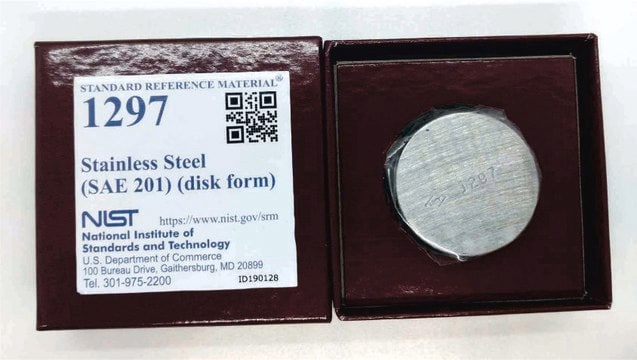 STANDARD REFERENCE MATERIAL®
1297
Stainless Steel
(SAE 201) (disk form)
NIST https://www.nist.gov/srm
National Institute of
Standards and Technology
U.S. Department of Commerce
100 Bureau Drive, Gaithersburg, MD 20899
Tel. 301-975-2200 ID190128